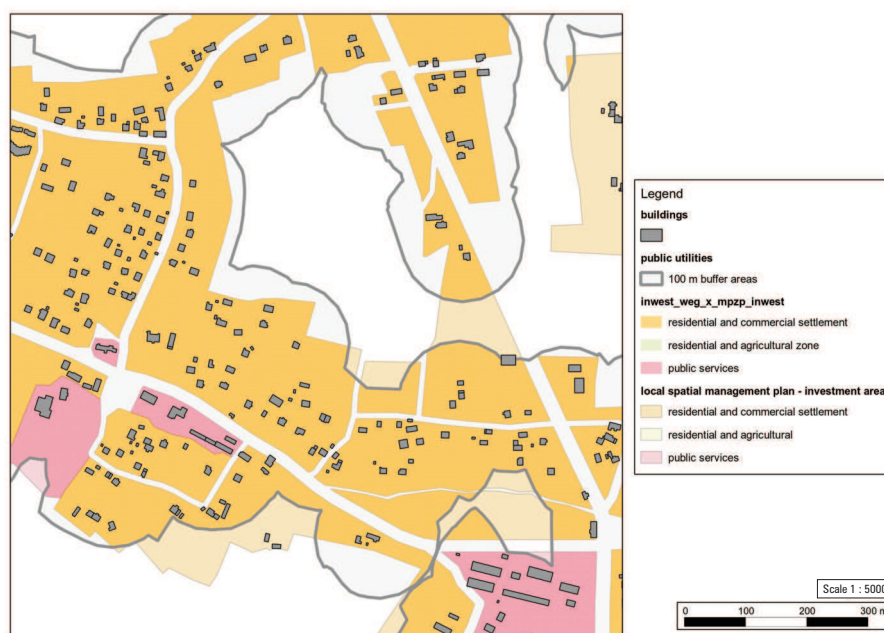 Legend
buildings
public utilities
100 m buffer areas
inwest_weg_x_mpzp_inwest
residential and commercial settlement
residential and agricultural zone
public services
local spatial management plan - investment area
residential and commercial settlement
residential and agricultural
public services
Scale 1 : 5000
0 100 200 300 m